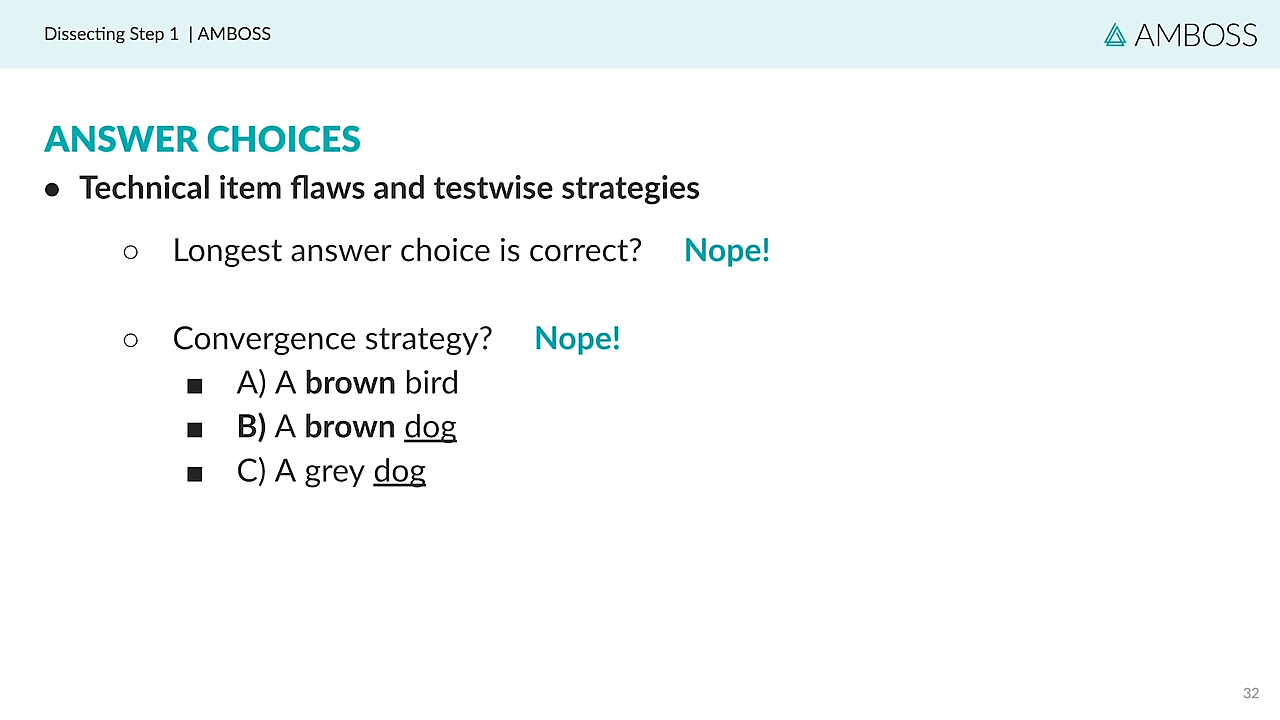 Dissecting Step 1 | AMBOSS
AMBOSS
ANSWER CHOICES
● Technical item flaws and testwise strategies
○ Longest answer choice is correct? Nope!
○ Convergence strategy? Nope!
■ A) A brown bird
■ B) A brown dog
■ C) A grey dog
32